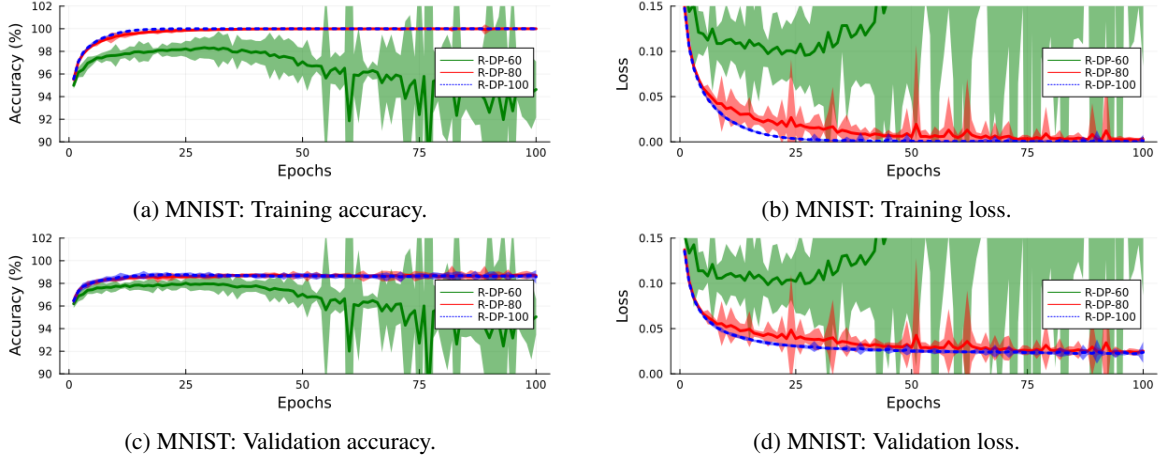 102
100
98
96
94
92
90
Accuracy (%)
R-DP-60
R-DP-80
R-DP-100
0
25
50
75
100
Epochs
(a) MNIST: Training accuracy.
0.15
0.10
0.05
0.00
Loss
R-DP-60
R-DP-80
R-DP-100
0
25
50
75
100
Epochs
(b) MNIST: Training loss.
102
100
98
96
94
92
90
Accuracy (%)
R-DP-60
R-DP-80
R-DP-100
0
25
50
75
100
Epochs
(c) MNIST: Validation accuracy.
0.15
0.10
0.05
0.00
Loss
R-DP-60
R-DP-80
R-DP-100
0
25
50
75
100
Epochs
(d) MNIST: Validation loss.